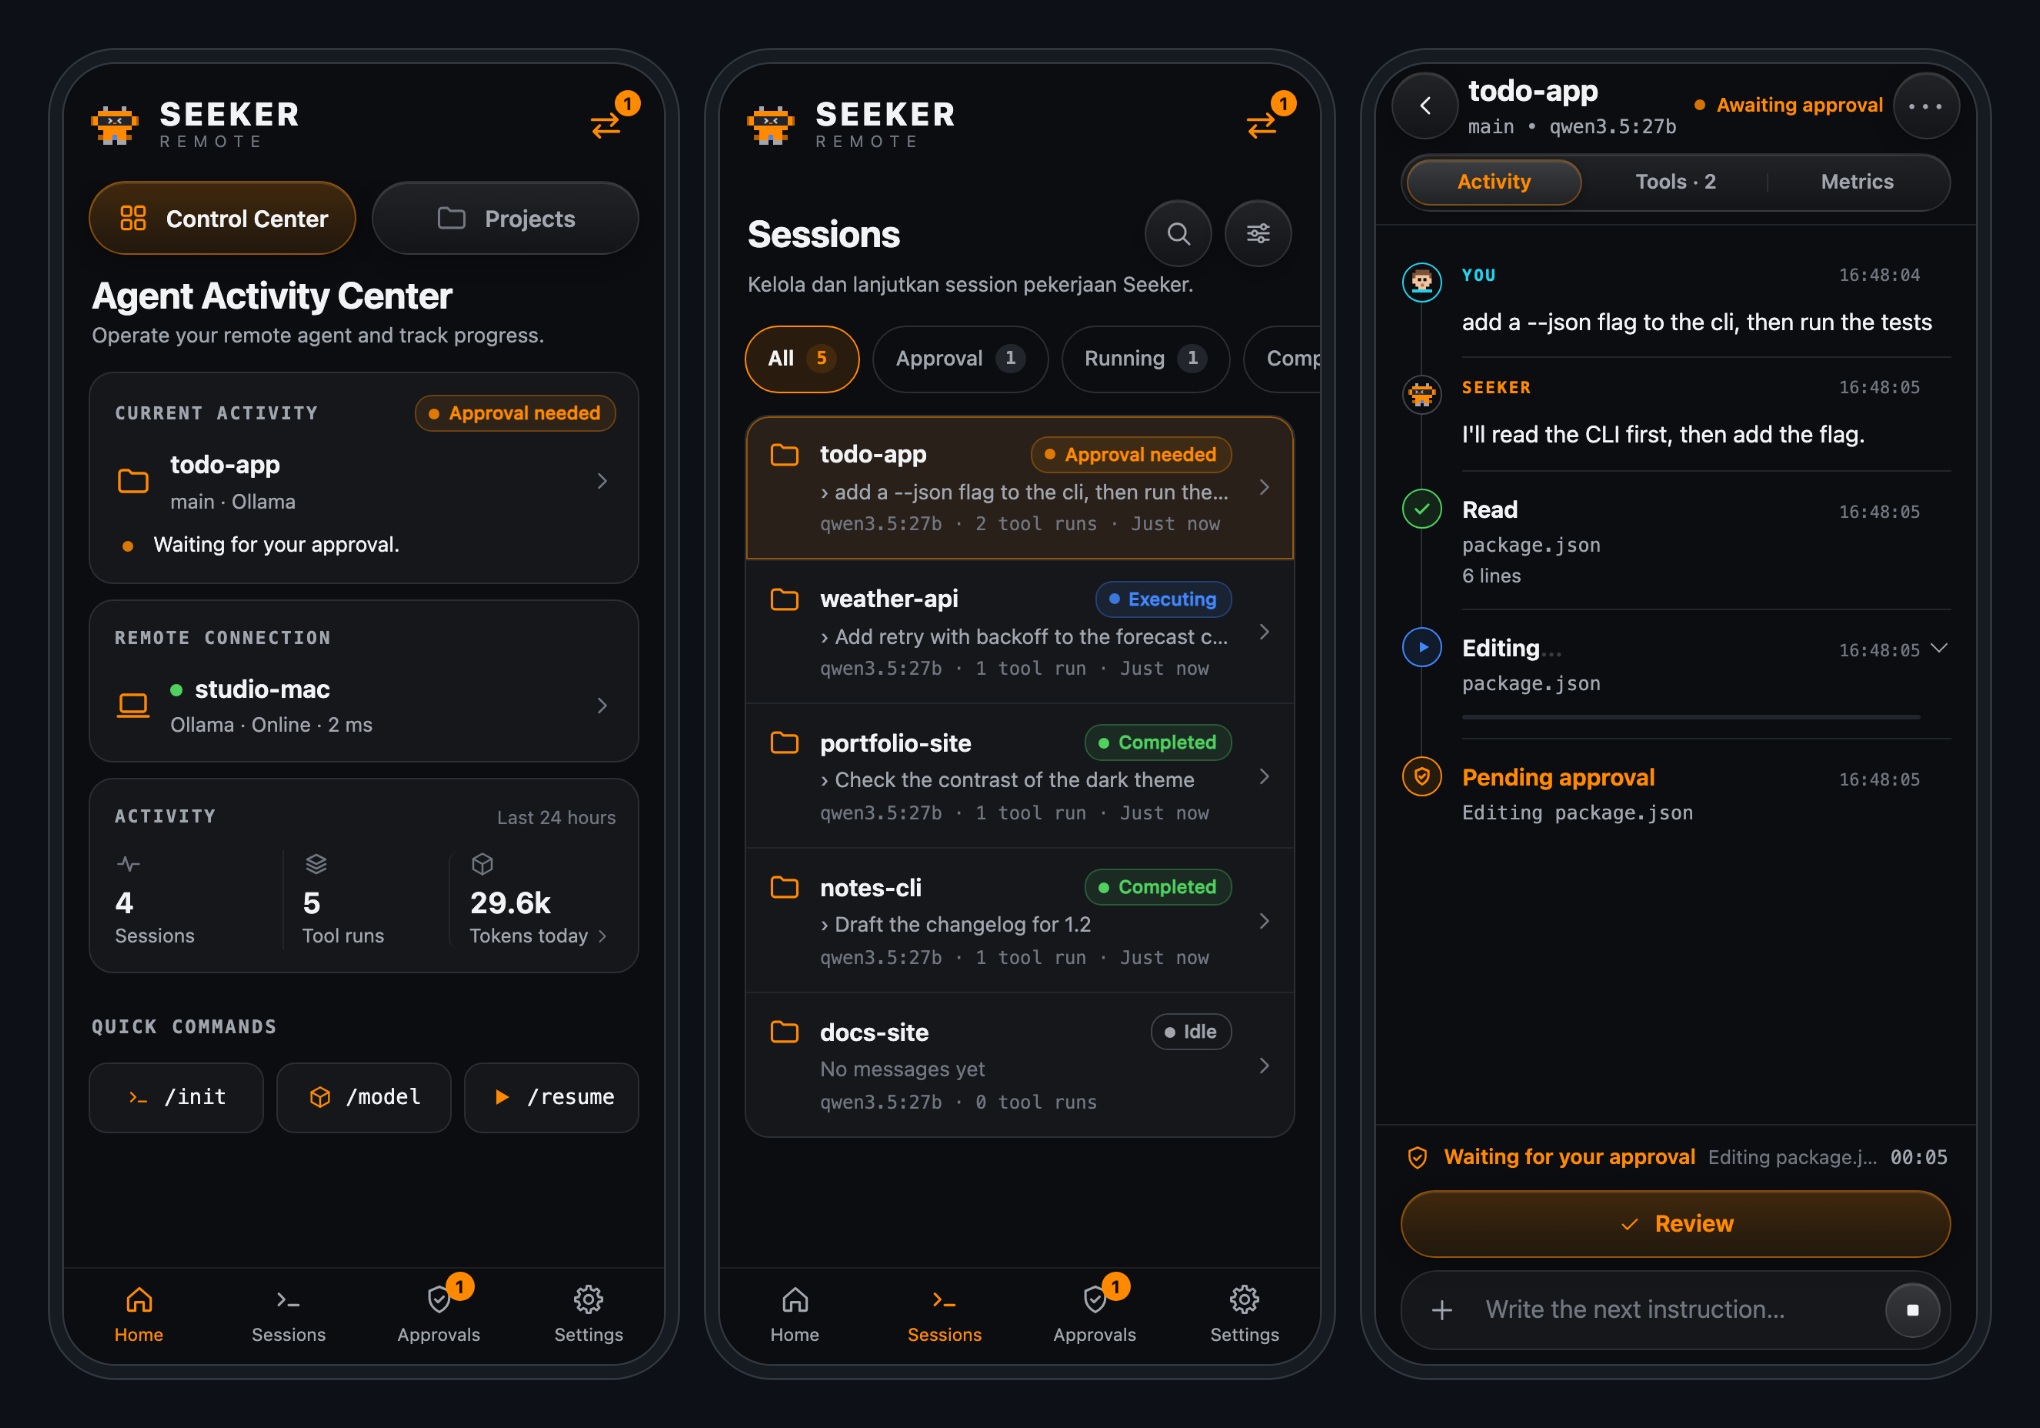 SEEKER
REMOTE
1
Control Center
Projects
Agent Activity Center
Operate your remote agent and track progress.
CURRENT ACTIVITY
Approval needed
todo-app
main · Ollama
Waiting for your approval.
REMOTE CONNECTION
studio-mac
Ollama · Online · 2 ms
ACTIVITY
Last 24 hours
4
Sessions
5
Tool runs
29.6k
Tokens today
QUICK COMMANDS
/init
/model
/resume
Home
Sessions
1
Approvals
Settings
SEEKER
REMOTE
1
Sessions
Kelola dan lanjutkan session pekerjaan Seeker.
All 5
Approval 1
Running 1
Comp
todo-app
Approval needed
› add a --json flag to the cli, then run the...
qwen3.5:27b · 2 tool runs · Just now
weather-api
Executing
› Add retry with backoff to the forecast c...
qwen3.5:27b · 1 tool run · Just now
portfolio-site
Completed
› Check the contrast of the dark theme
qwen3.5:27b · 1 tool run · Just now
notes-cli
Completed
› Draft the changelog for 1.2
qwen3.5:27b · 1 tool run · Just now
docs-site
Idle
No messages yet
qwen3.5:27b · 0 tool runs
Home
Sessions
1
Approvals
Settings
todo-app
main • qwen3.5:27b
Awaiting approval
Activity
Tools · 2
Metrics
YOU
16:48:04
add a --json flag to the cli, then run the tests
SEEKER
16:48:05
I'll read the CLI first, then add the flag.
Read
16:48:05
package.json
6 lines
Editing...
16:48:05
package.json
Pending approval
16:48:05
Editing package.json
Waiting for your approval
Editing package.j...
00:05
Review
Write the next instruction...